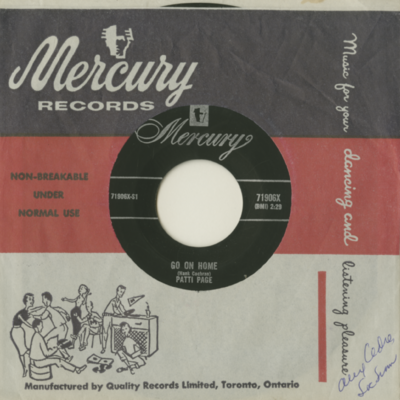 Mercury
RECORDS
NON-BREAKABLE
UNDER
NORMAL USE
Mercury
71906X-S1
71906X
(BMI) 2:29
GO ON HOME
(Hank Cochran)
PATTI PAGE
Music for your dancing and listening pleasure
Manufactured by Quality Records Limited, Toronto, Ontario